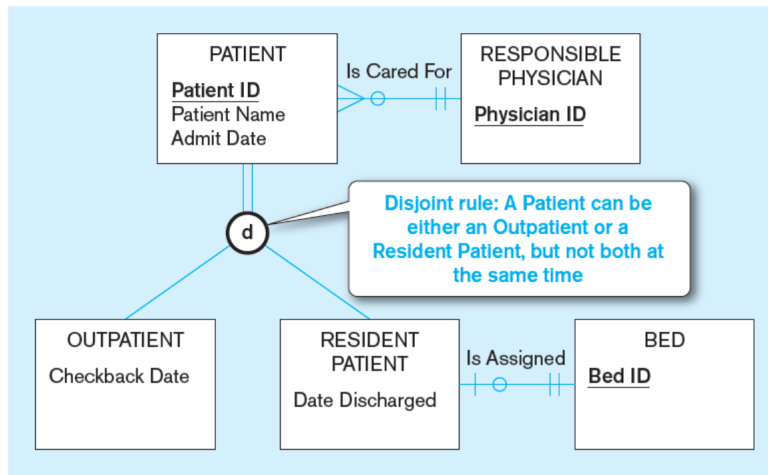 PATIENT
Patient ID
Patient Name
Admit Date
Is Cared For
RESPONSIBLE
PHYSICIAN
Physician ID
d
Disjoint rule: A Patient can be
either an Outpatient or a
Resident Patient, but not both at
the same time
OUTPATIENT
Checkback Date
RESIDENT
PATIENT
Date Discharged
Is Assigned
BED
Bed ID